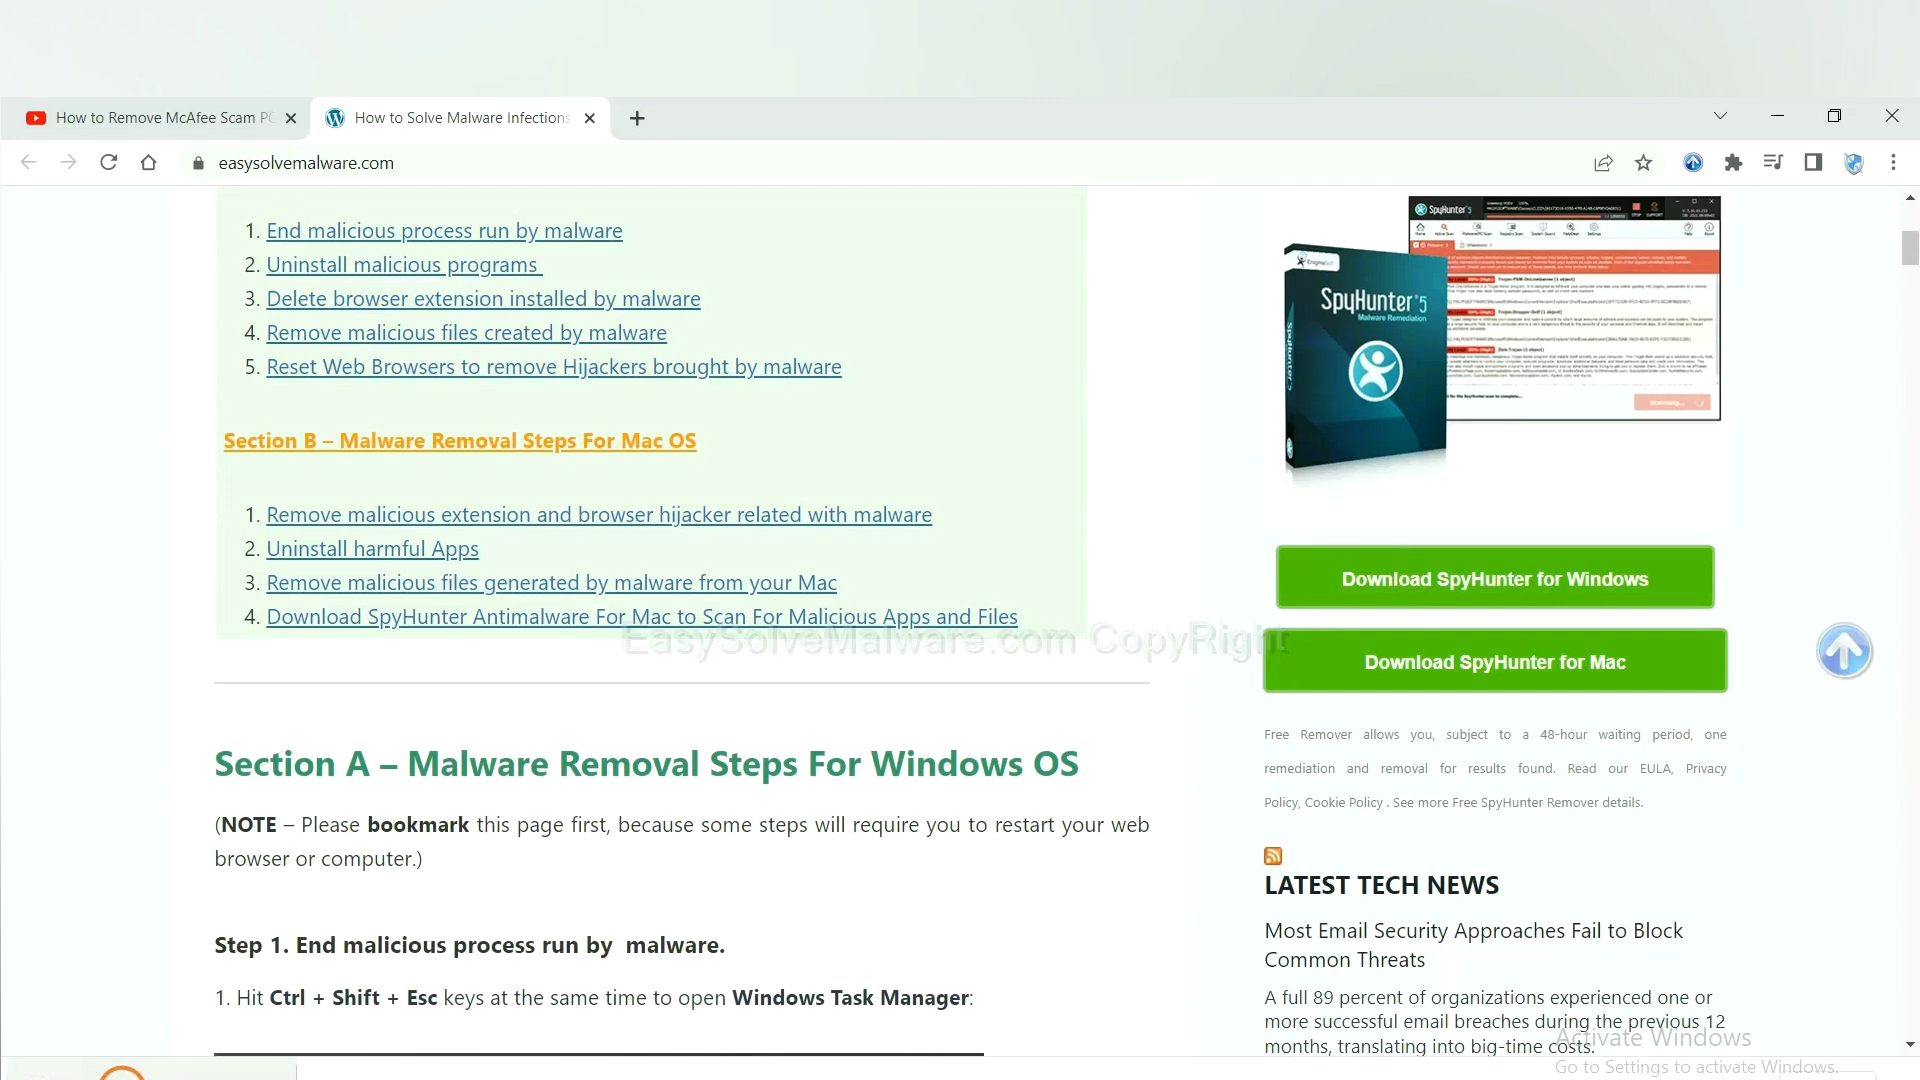 How to Remove McAfee Scam PC
How to Solve Malware Infections
easysolvemalware.com
1. End malicious process run by malware
2. Uninstall malicious programs
3. Delete browser extension installed by malware
4. Remove malicious files created by malware
5. Reset Web Browsers to remove Hijackers brought by malware
Section B – Malware Removal Steps For Mac OS
1. Remove malicious extension and browser hijacker related with malware
2. Uninstall harmful Apps
3. Remove malicious files generated by malware from your Mac
4. Download SpyHunter Antimalware For Mac to Scan For Malicious Apps and Files
EasySolveMalware.com CopyRight
Section A – Malware Removal Steps For Windows OS
(NOTE – Please bookmark this page first, because some steps will require you to restart your web
browser or computer.)
Step 1. End malicious process run by malware.
1. Hit Ctrl + Shift + Esc keys at the same time to open Windows Task Manager:
SpyHunter 5
EnigmaSoft
SpyHunter 5
Malware Remediation
Download SpyHunter for Windows
Download SpyHunter for Mac
Free Remover allows you, subject to a 48-hour waiting period, one
remediation and removal for results found. Read our EULA, Privacy
Policy, Cookie Policy . See more Free SpyHunter Remover details.
LATEST TECH NEWS
Most Email Security Approaches Fail to Block
Common Threats
A full 89 percent of organizations experienced one or
more successful email breaches during the previous 12
months, translating into big-time costs.
Activate Windows
Go to Settings to activate Windows.